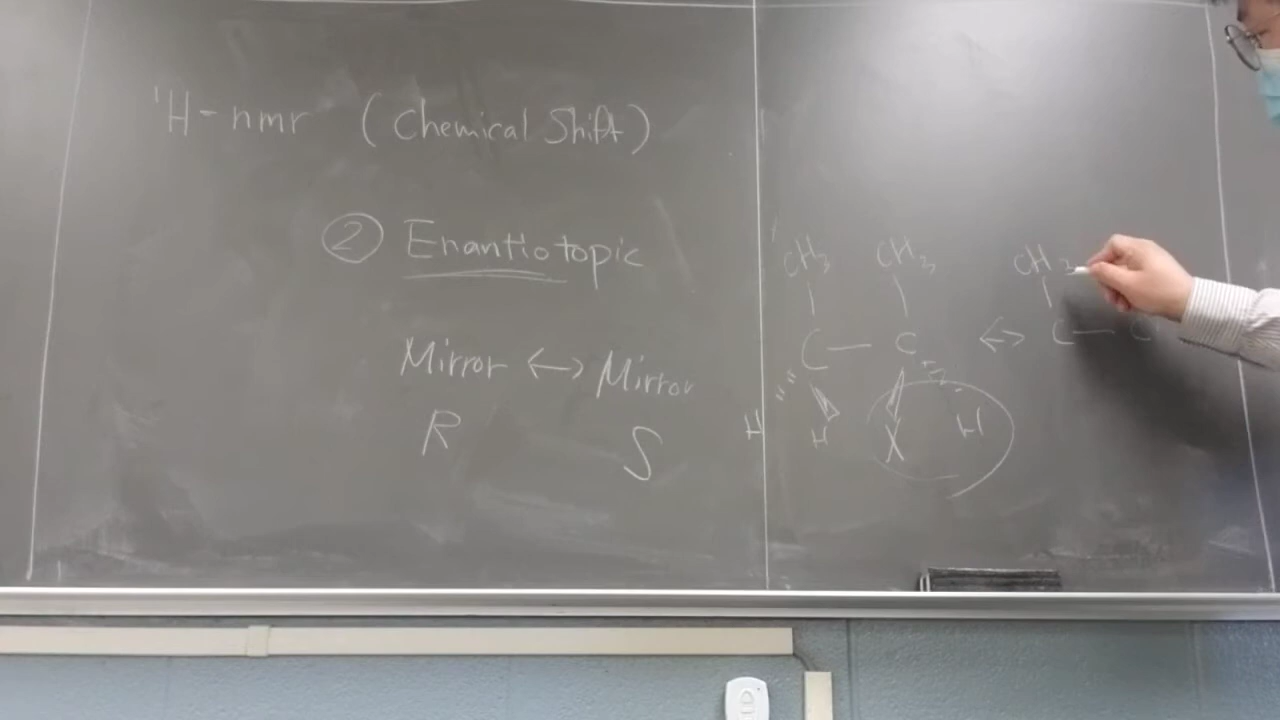 ¹H-nmr (Chemical Shift)
② Enantiotopic
Mirror ↔ Mirror
R S
CH₃ CH₃ CH₃
C — C ↔ C — C
H H X H